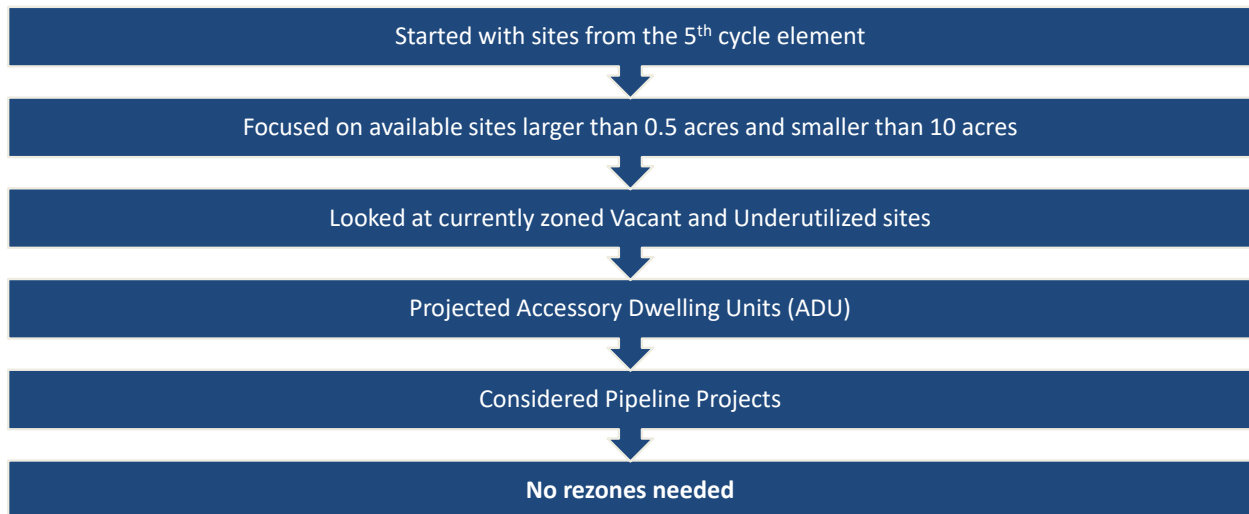 Started with sites from the 5th cycle element
Focused on available sites larger than 0.5 acres and smaller than 10 acres
Looked at currently zoned Vacant and Underutilized sites
Projected Accessory Dwelling Units (ADU)
Considered Pipeline Projects
No rezones needed